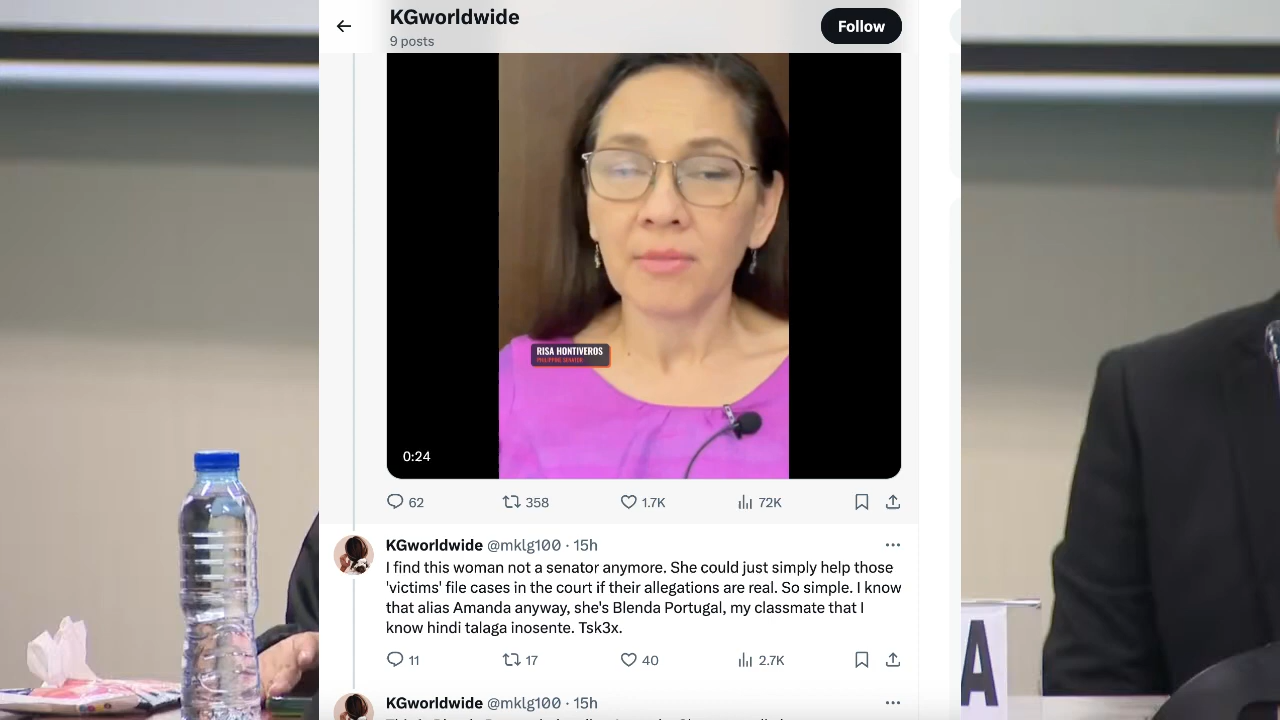 KGworldwide
9 posts
Follow
RISA HONTIVEROS
PHILIPPINE SENATOR
0:24
62 358 1.7K 72K
KGworldwide @mklg100 · 15h
I find this woman not a senator anymore. She could just simply help those
'victims' file cases in the court if their allegations are real. So simple. I know
that alias Amanda anyway, she's Blenda Portugal, my classmate that I
know hindi talaga inosente. Tsk3x.
11 17 40 2.7K
KGworldwide @mklg100 · 15h
A